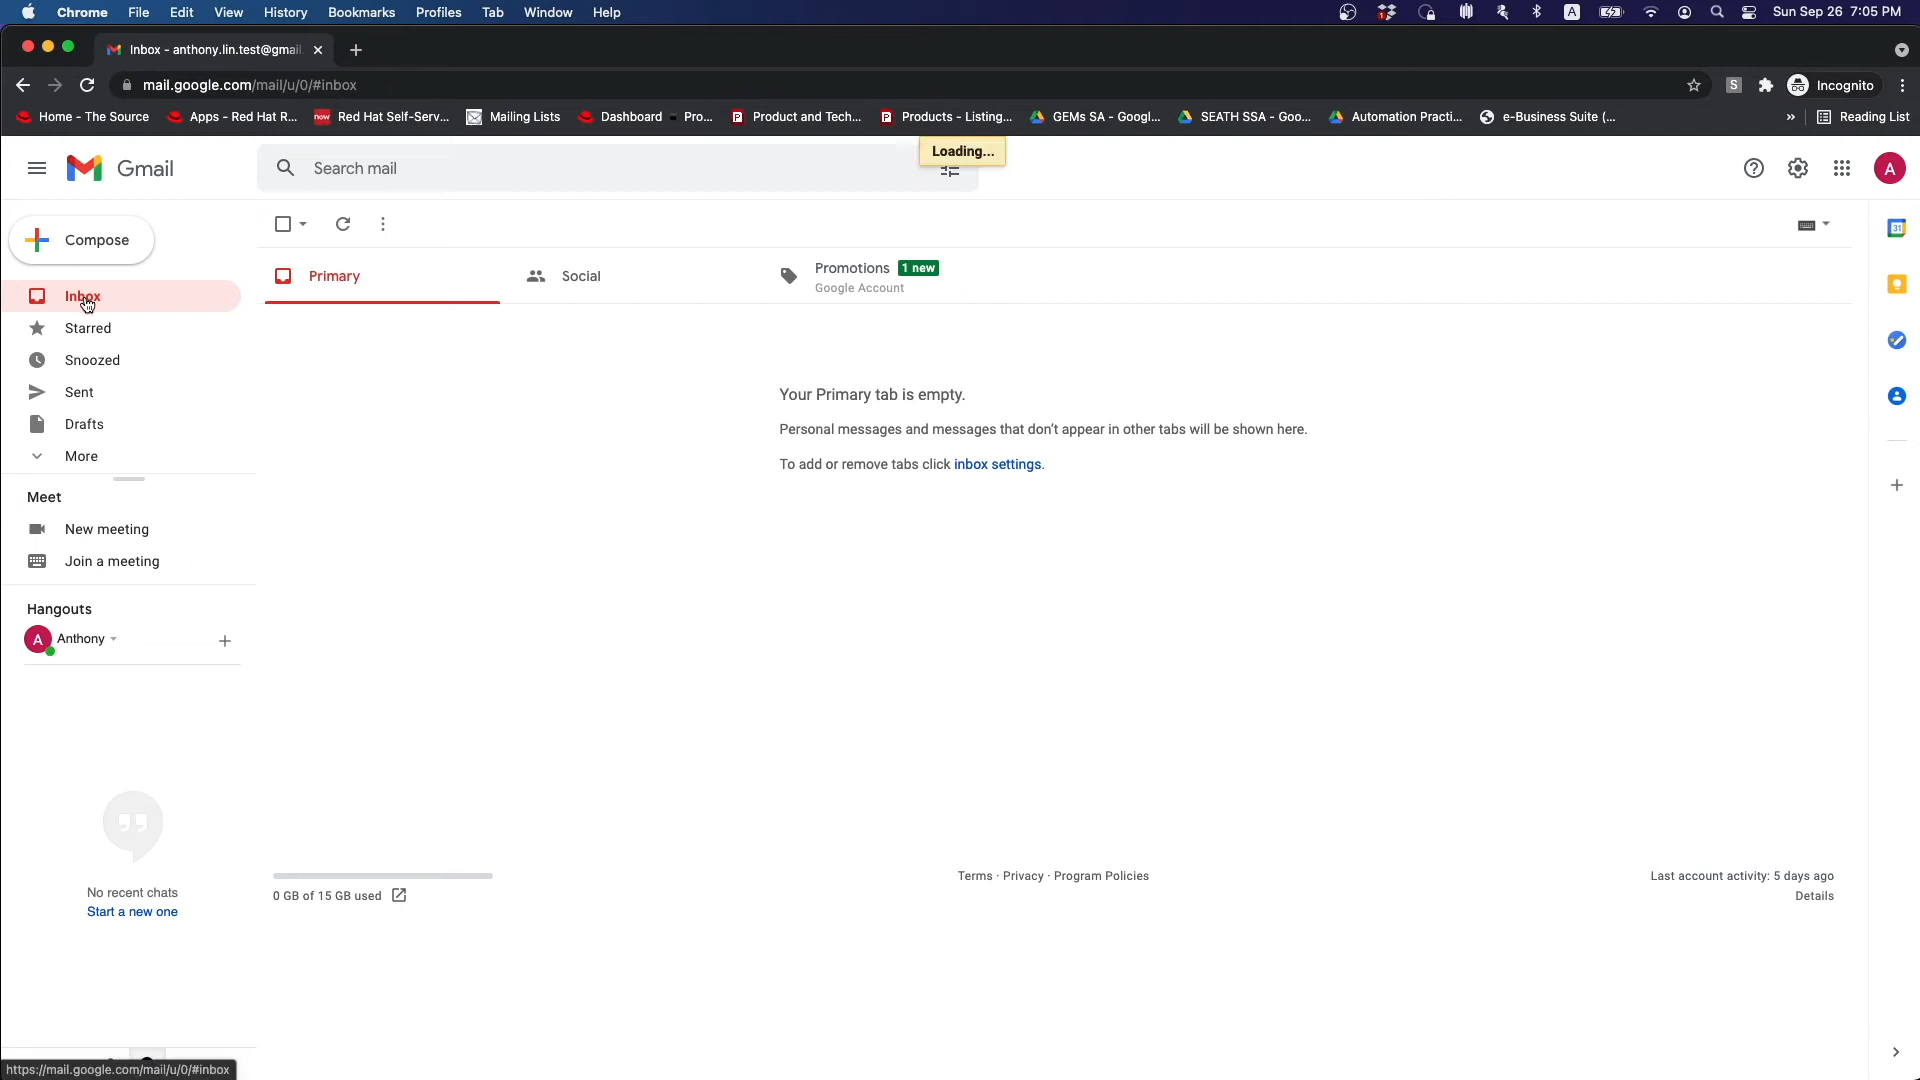 Chrome File Edit View History Bookmarks Profiles Tab Window Help
1 A Sun Sep 26 7:05 PM
Inbox - anthony.lin.test@gmail
mail.google.com/mail/u/0/#inbox
S Incognito
Home - The Source Apps - Red Hat R... now Red Hat Self-Serv... Mailing Lists Dashboard Pro... P Product and Tech... P Products - Listing... GEMs SA - Googl... SEATH SSA - Goo... Automation Practi... e-Business Suite (... » Reading List
Loading...
Gmail
Search mail
A
Compose
Inbox
Starred
Snoozed
Sent
Drafts
More
Meet
New meeting
Join a meeting
Hangouts
A Anthony
No recent chats
Start a new one
https://mail.google.com/mail/u/0/#inbox
Primary
Social
Promotions 1 new
Google Account
Your Primary tab is empty.
Personal messages and messages that don't appear in other tabs will be shown here.
To add or remove tabs click inbox settings.
0 GB of 15 GB used
Terms · Privacy · Program Policies
Last account activity: 5 days ago
Details
31